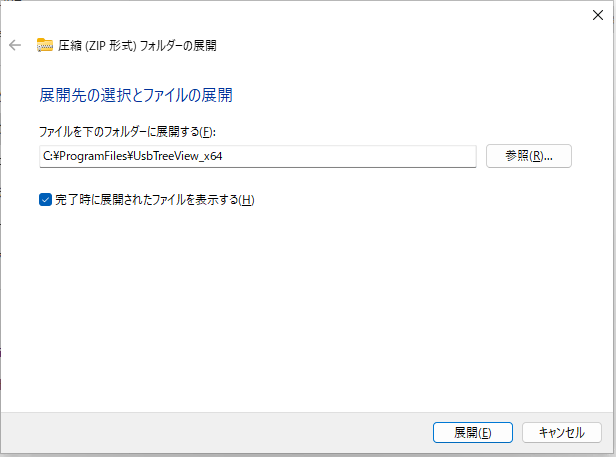 圧縮 (ZIP 形式) フォルダーの展開
展開先の選択とファイルの展開
ファイルを下のフォルダーに展開する(F):
C:¥ProgramFiles¥UsbTreeView_x64
参照(R)...
完了時に展開されたファイルを表示する(H)
展開(E)
キャンセル